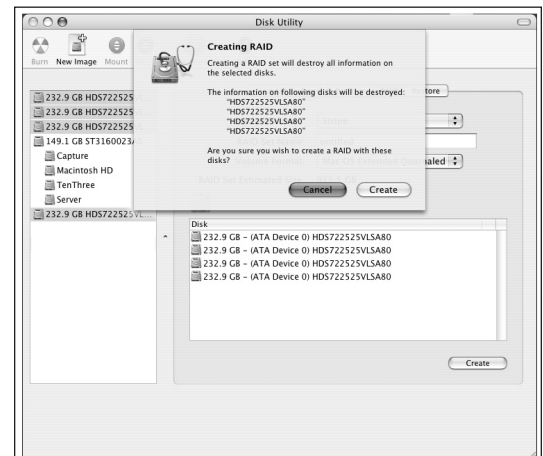 Disk Utility
Burn New Image Mount
Creating RAID
Creating a RAID set will destroy all information on
the selected disks.
The information on following disks will be destroyed:
"HDS722525VLSA80"
"HDS722525VLSA80"
"HDS722525VLSA80"
"HDS722525VLSA80"
Are you sure you wish to create a RAID with these
disks?
Cancel Create
232.9 GB HDS722525
232.9 GB HDS722525
232.9 GB HDS722525
149.1 GB ST3160023A
Capture
Macintosh HD
TenThree
Server
232.9 GB HDS722525VL...
Disk
232.9 GB – (ATA Device 0) HDS722525VLSA80
232.9 GB – (ATA Device 0) HDS722525VLSA80
232.9 GB – (ATA Device 0) HDS722525VLSA80
232.9 GB – (ATA Device 0) HDS722525VLSA80
Create